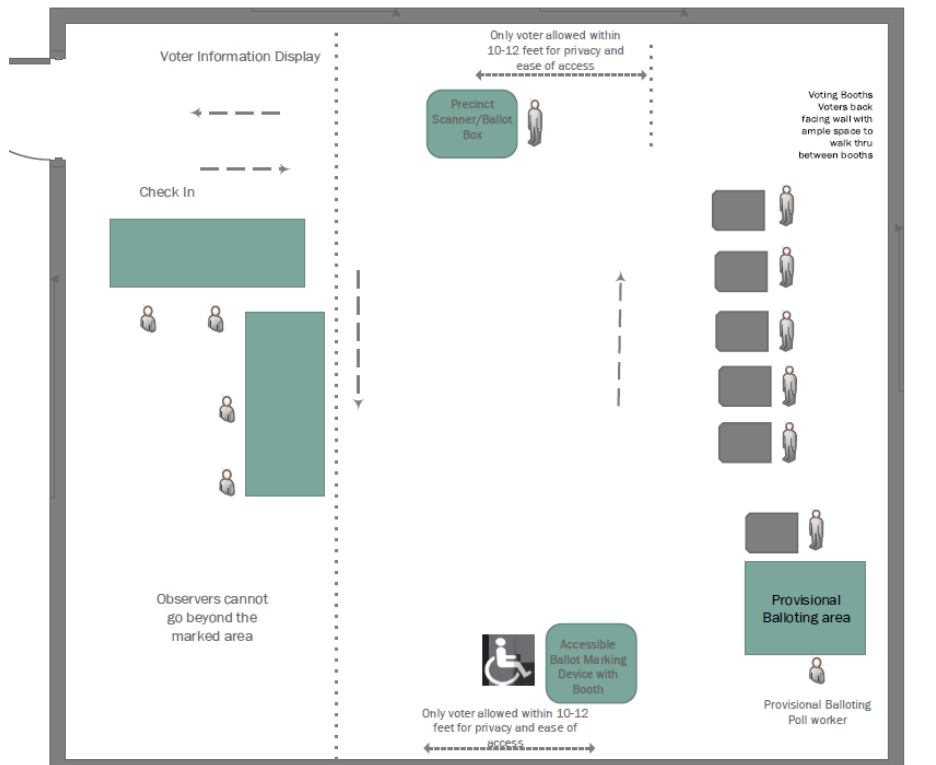 Voter Information Display
Only voter allowed within
10-12 feet for privacy and
ease of access
Precinct
Scanner/Ballot
Box
Voting Booths
Voters back
facing wall with
ample space to
walk thru
between booths
Check In
Observers cannot
go beyond the
marked area
Provisional
Balloting area
Accessible
Ballot Marking
Device with
Booth
Provisional Balloting
Poll worker
Only voter allowed within 10-12
feet for privacy and ease of
access